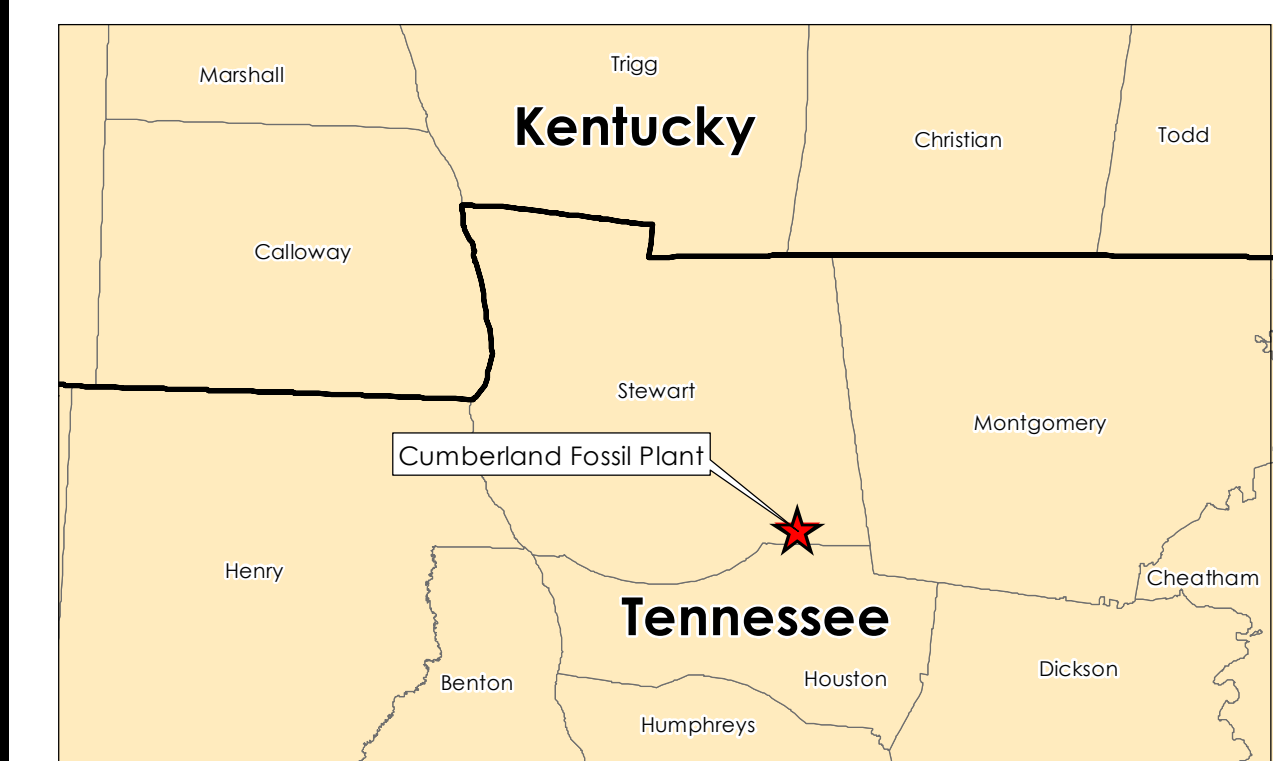 Marshall
Trigg
Kentucky
Christian
Todd
Calloway
Stewart
Montgomery
Cumberland Fossil Plant
Henry
Cheatham
Tennessee
Benton
Houston
Dickson
Humphreys